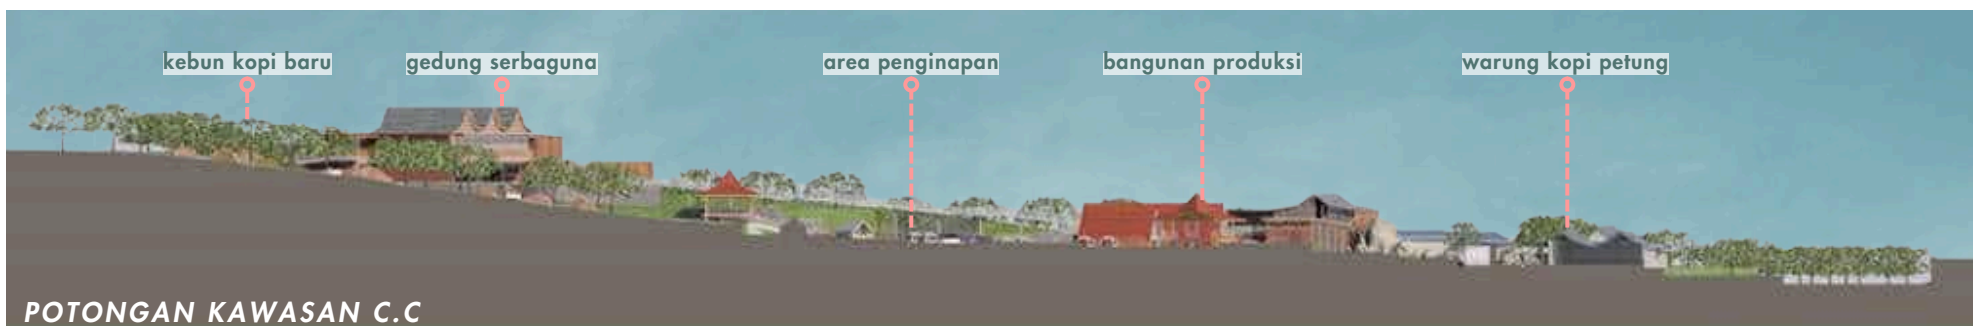 kebun kopi baru
gedung serbaguna
area penginapan
bangunan produksi
warung kopi petung
POTONGAN KAWASAN C.C